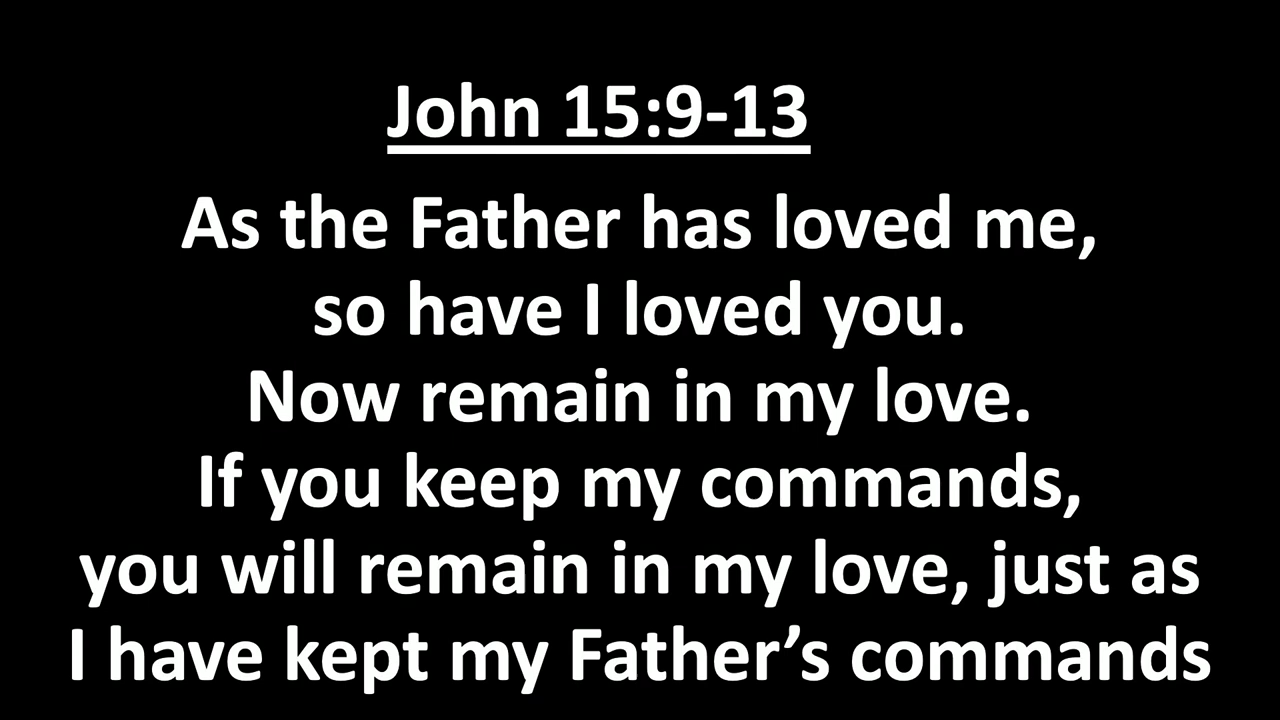 John 15:9-13
As the Father has loved me,
so have I loved you.
Now remain in my love.
If you keep my commands,
you will remain in my love, just as
I have kept my Father’s commands